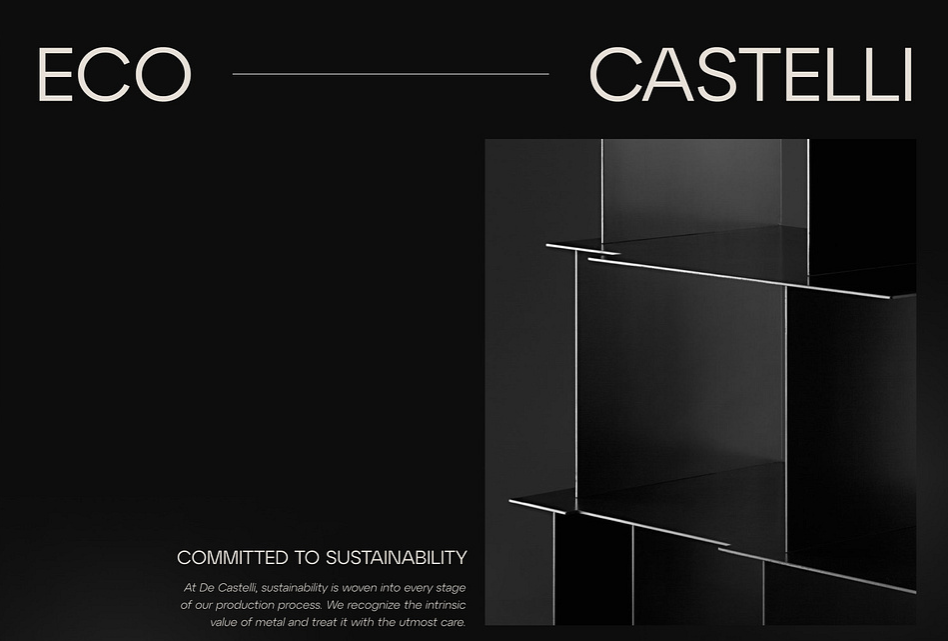 ECO CASTELLI
COMMITTED TO SUSTAINABILITY
At De Castelli, sustainability is woven into every stage
of our production process. We recognize the intrinsic
value of metal and treat it with the utmost care.